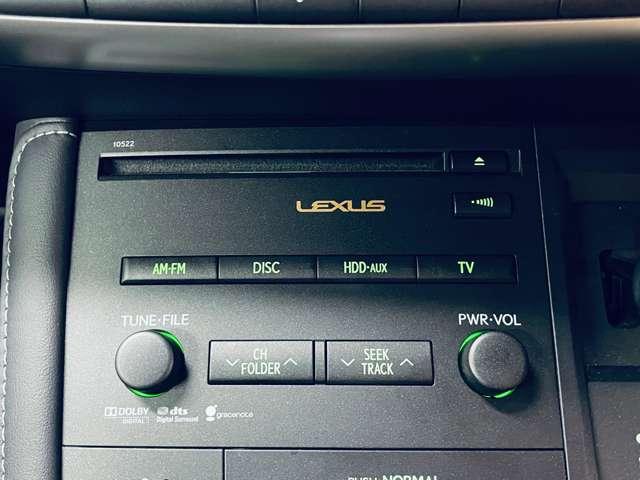 10522
LEXUS
AM·FM DISC HDD·AUX TV
TUNE·FILE PWR·VOL
CH FOLDER
SEEK TRACK
DOLBY DIGITAL
dts Digital Surround
gracenote
PUSH NORMAL